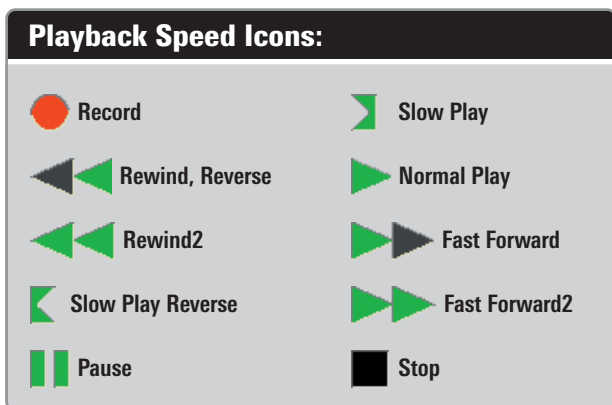 Playback Speed Icons:
Record
Rewind, Reverse
Rewind2
Slow Play Reverse
Pause
Slow Play
Normal Play
Fast Forward
Fast Forward2
Stop